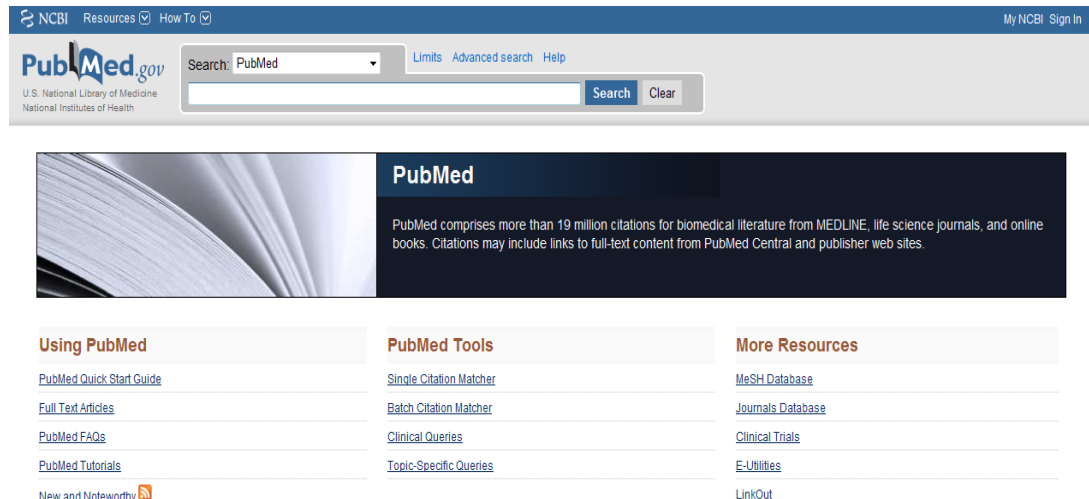 NCBI Resources How To My NCBI Sign In
PubMed.gov
U.S. National Library of Medicine
National Institutes of Health
Search: PubMed
Limits Advanced search Help
Search Clear
PubMed
PubMed comprises more than 19 million citations for biomedical literature from MEDLINE, life science journals, and online
books. Citations may include links to full-text content from PubMed Central and publisher web sites.
Using PubMed
PubMed Quick Start Guide
Full Text Articles
PubMed FAQs
PubMed Tutorials
New and Noteworthy
PubMed Tools
Single Citation Matcher
Batch Citation Matcher
Clinical Queries
Topic-Specific Queries
More Resources
MeSH Database
Journals Database
Clinical Trials
E-Utilities
LinkOut